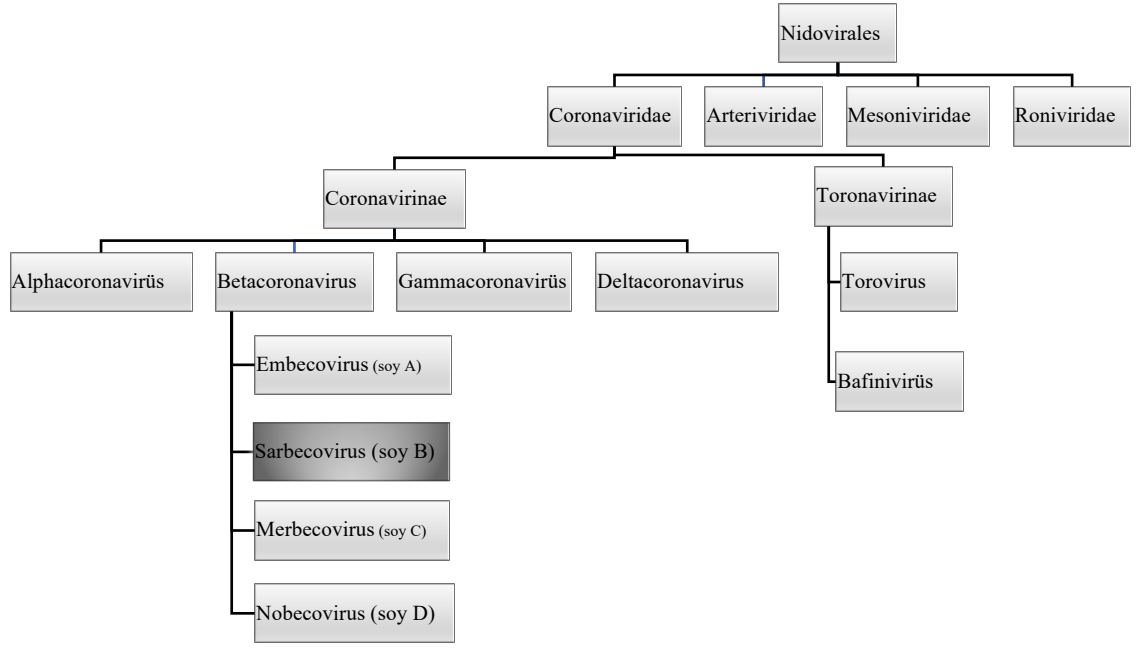 Nidovirales
Coronaviridae
Arteriviridae
Mesoniviridae
Roniviridae
Coronavirinae
Toronavirinae
Alphacoronavirüs
Betacoronavirus
Gammacoronavirüs
Deltacoronavirus
Torovirus
Embecovirus (soy A)
Bafinivirüs
Sarbecovirus (soy B)
Merbecovirus (soy C)
Nobecovirus (soy D)